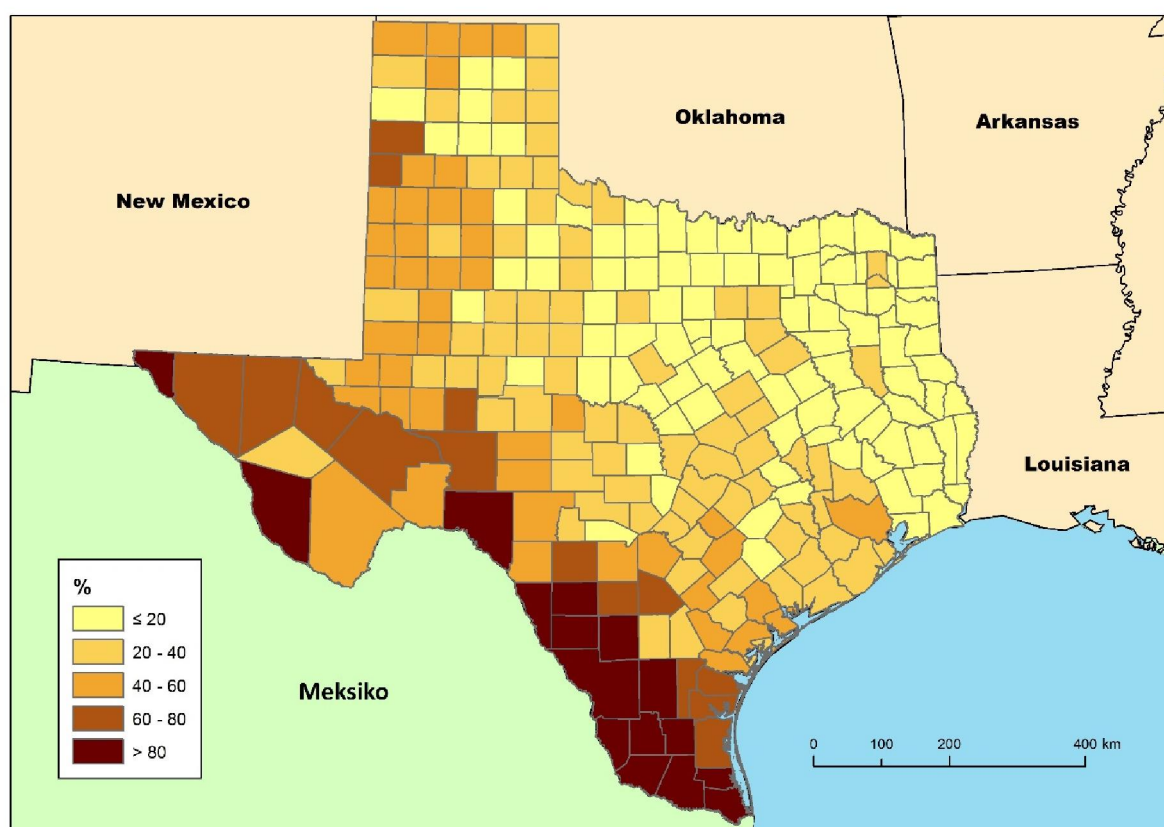 Oklahoma
Arkansas
New Mexico
Louisiana
Meksiko
%
≤ 20
20 - 40
40 - 60
60 - 80
> 80
0 100 200 400 km